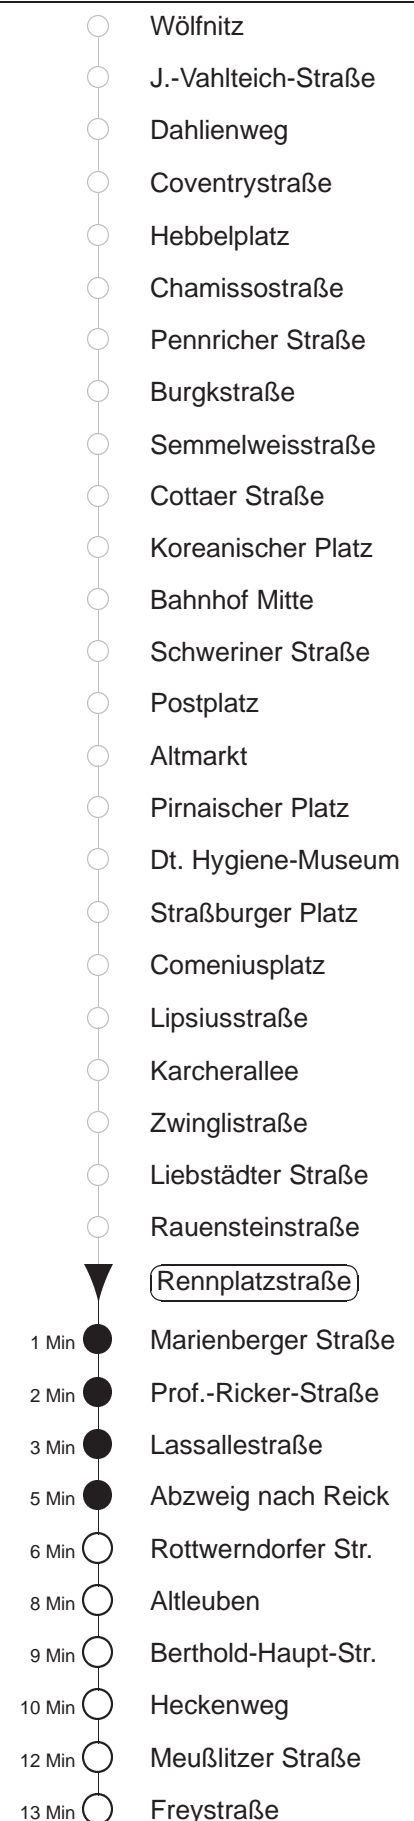 Wölfnitz
J.-Vahlteich-Straße
Dahlienweg
Coventrystraße
Hebbelplatz
Chamissostraße
Pennricher Straße
Burgkstraße
Semmelweisstraße
Cottaer Straße
Koreanischer Platz
Bahnhof Mitte
Schweriner Straße
Postplatz
Altmarkt
Pirnaischer Platz
Dt. Hygiene-Museum
Straßburger Platz
Comeniusplatz
Lipsiusstraße
Karcherallee
Zwinglistraße
Liebstädter Straße
Rauensteinstraße
Rennplatzstraße
1 Min Marienberger Straße
2 Min Prof.-Ricker-Straße
3 Min Lassallestraße
5 Min Abzweig nach Reick
6 Min Rottwerndorfer Str.
8 Min Altleuben
9 Min Berthold-Haupt-Str.
10 Min Heckenweg
12 Min Meußlitzer Straße
13 Min Freystraße